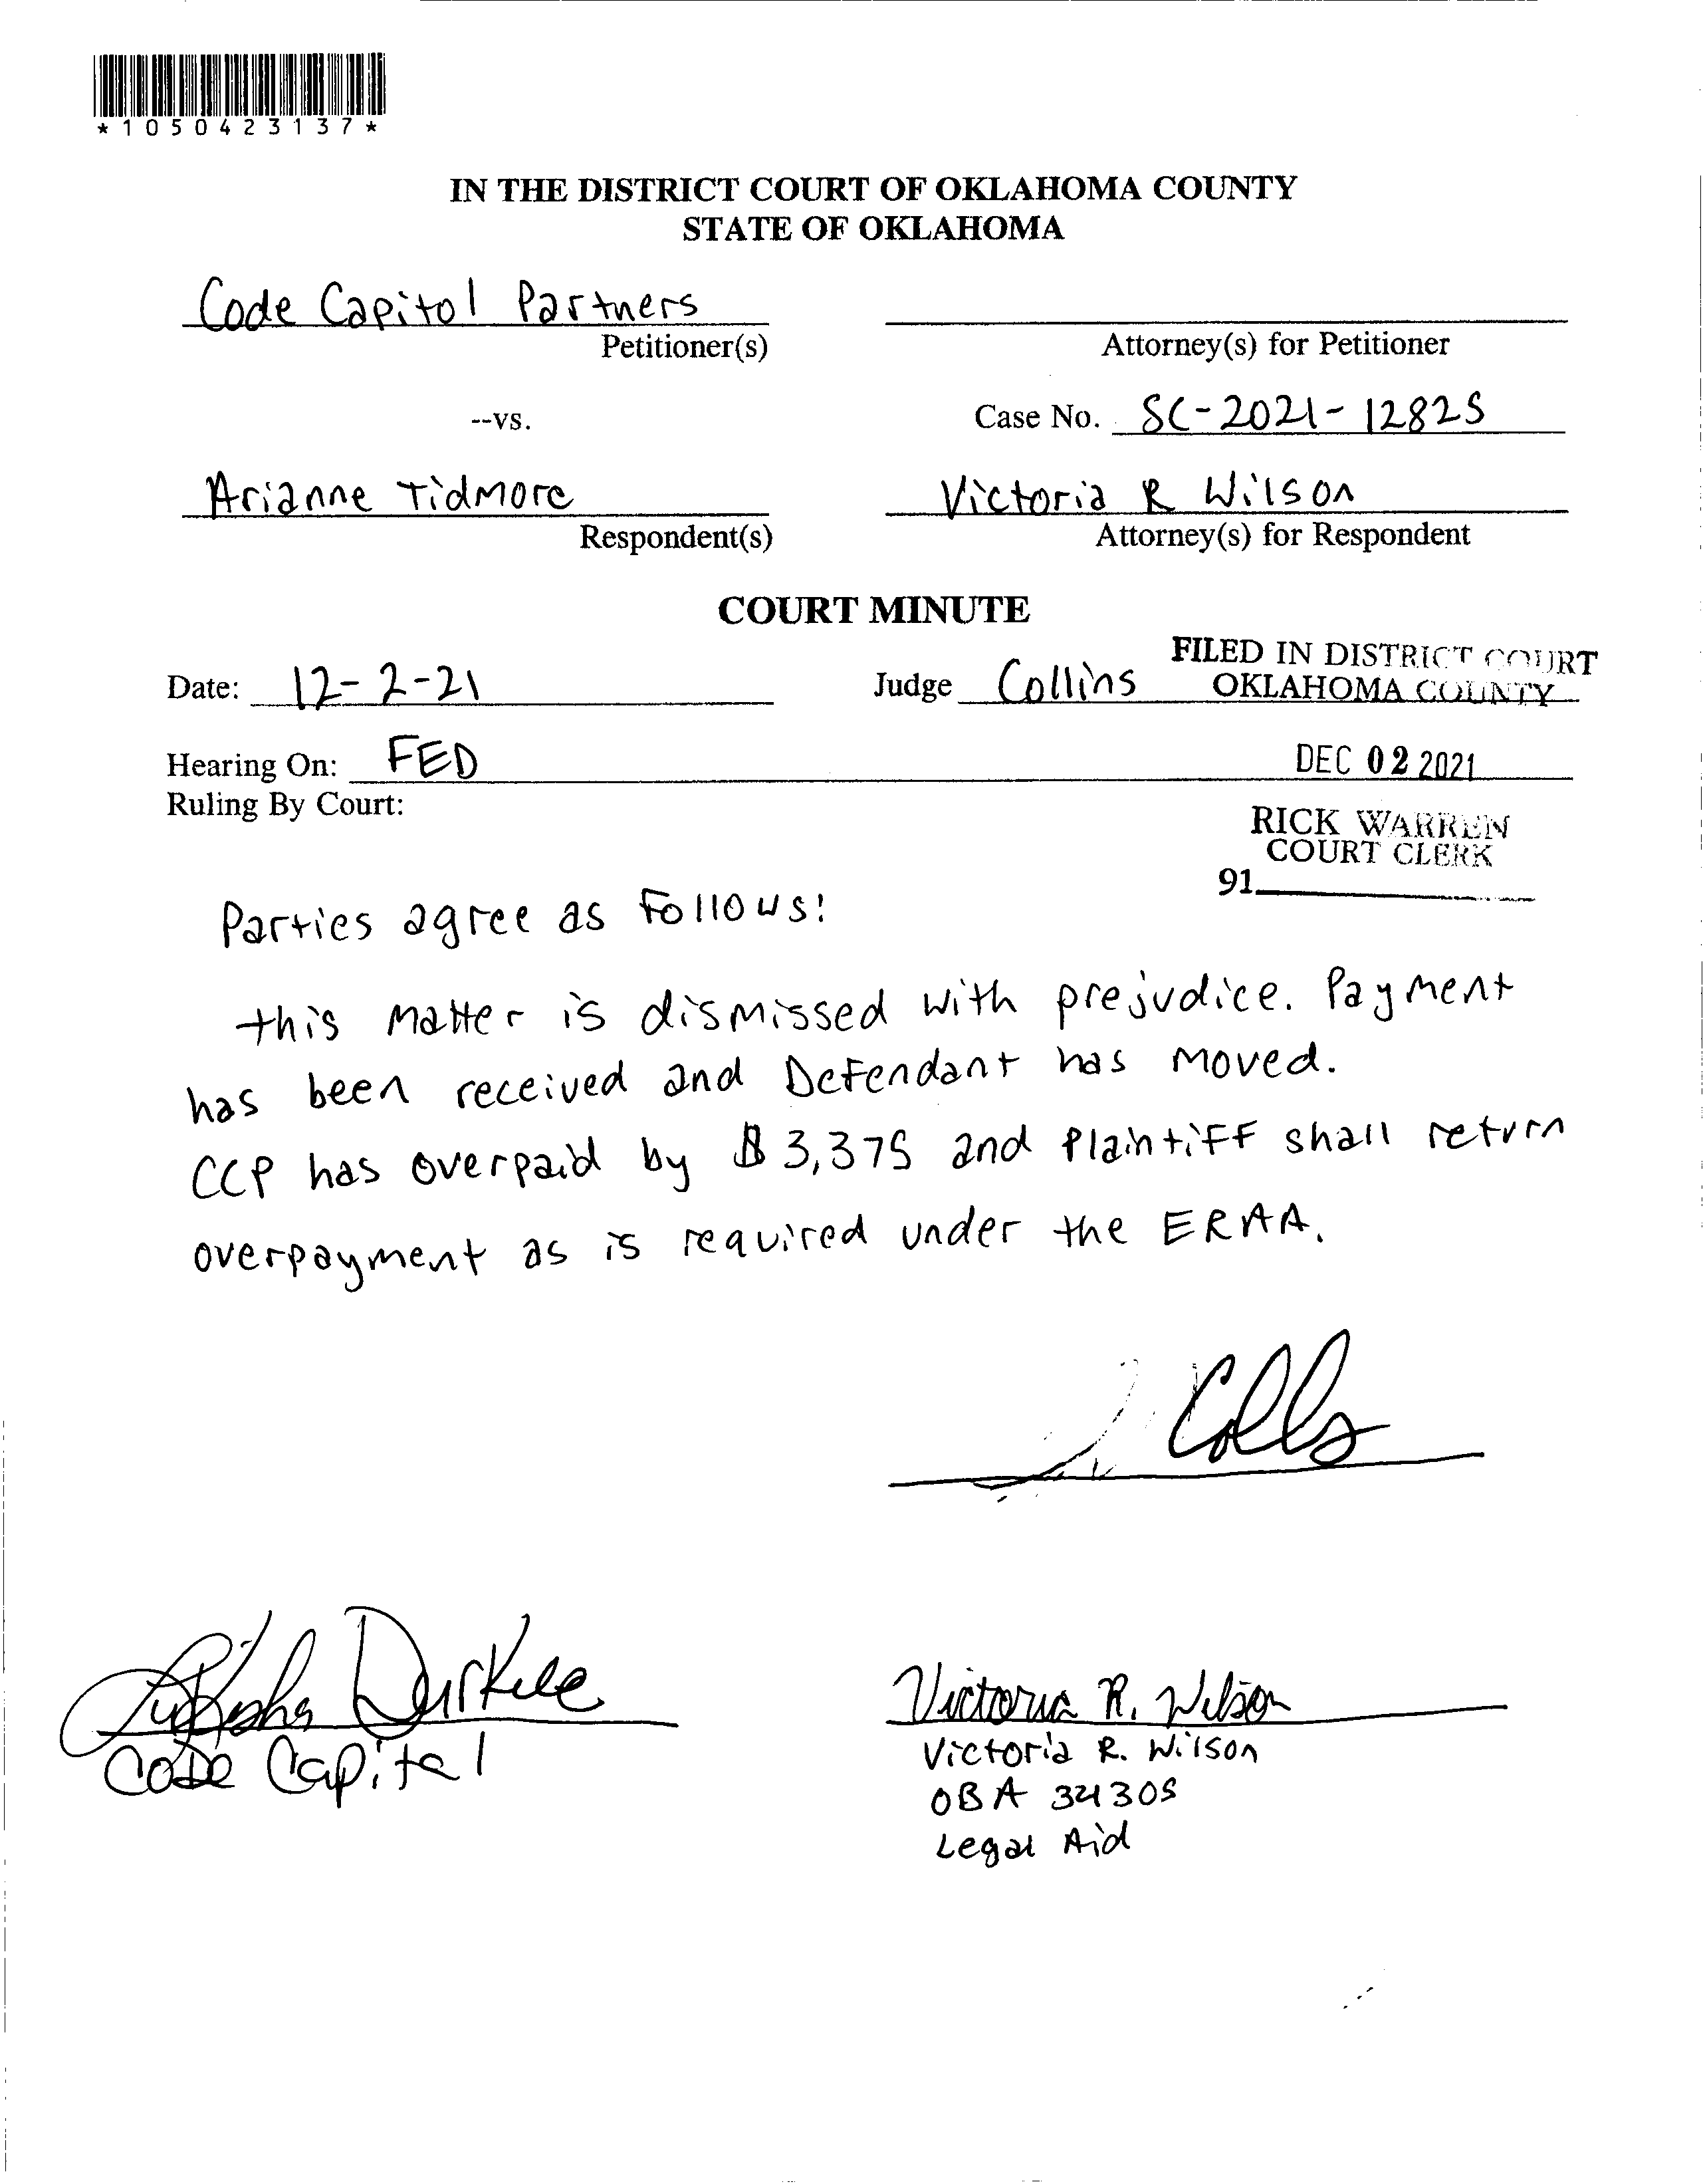 *1050423137*
IN THE DISTRICT COURT OF OKLAHOMA COUNTY
STATE OF OKLAHOMA
Code Capitol Partners
Petitioner(s)
Attorney(s) for Petitioner
--vs.
Case No. SC-2021-12825
Arianne Tidmore
Respondent(s)
Victoria R Wilson
Attorney(s) for Respondent
COURT MINUTE
FILED IN DISTRICT COURT
OKLAHOMA COUNTY
Date: 12-2-21
Judge Collins
Hearing On: FED
DEC 02 2021
Ruling By Court:
RICK WARREN
COURT CLERK
91
Parties agree as follows:
this matter is dismissed with prejudice. Payment
has been received and Defendant has moved.
CCP has overpaid by $3,375 and Plaintiff shall return
overpayment as is required under the ERAA.
Durkee
Code Capital
Victoria R. Wilson
Victoria R. Wilson
OBA 34305
Legal Aid